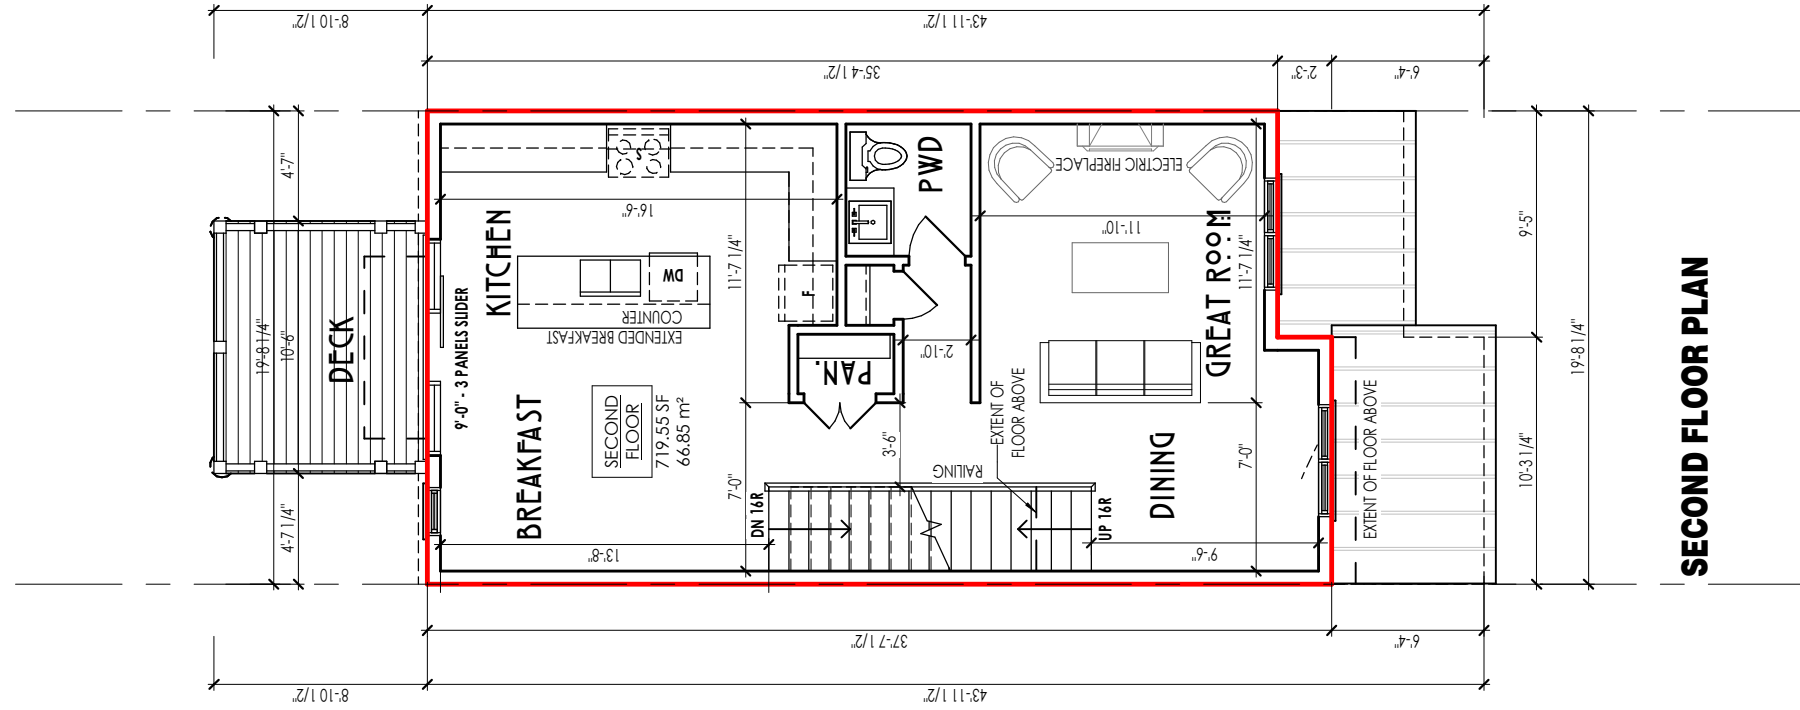 8'-10 1/2"
43'-11 1/2"
35'-4 1/2"
2'-3"
6'-4"
4'-7"
19'-8 1/4"
10'-6"
DECK
4'-7 1/4"
9'-0" - 3 PANELS SLIDER
KITCHEN
16'-6"
S
DW
EXTENDED BREAKFAST
COUNTER
11'-7 1/4"
F
PWD
PAN.
2'-10"
ELECTRIC FIREPLACE
11'-10"
GREAT ROOM
11'-7 1/4"
BREAKFAST
SECOND
FLOOR
719.55 SF
66.85 m²
7'-0"
3'-6"
EXTENT OF
FLOOR ABOVE
RAILING
DN 16R
UP 16R
DINING
7'-0"
13'-8"
9'-6"
EXTENT OF FLOOR ABOVE
9'-5"
10'-3 1/4"
19'-8 1/4"
37'-7 1/2"
6'-4"
8'-10 1/2"
43'-11 1/2"
SECOND FLOOR PLAN